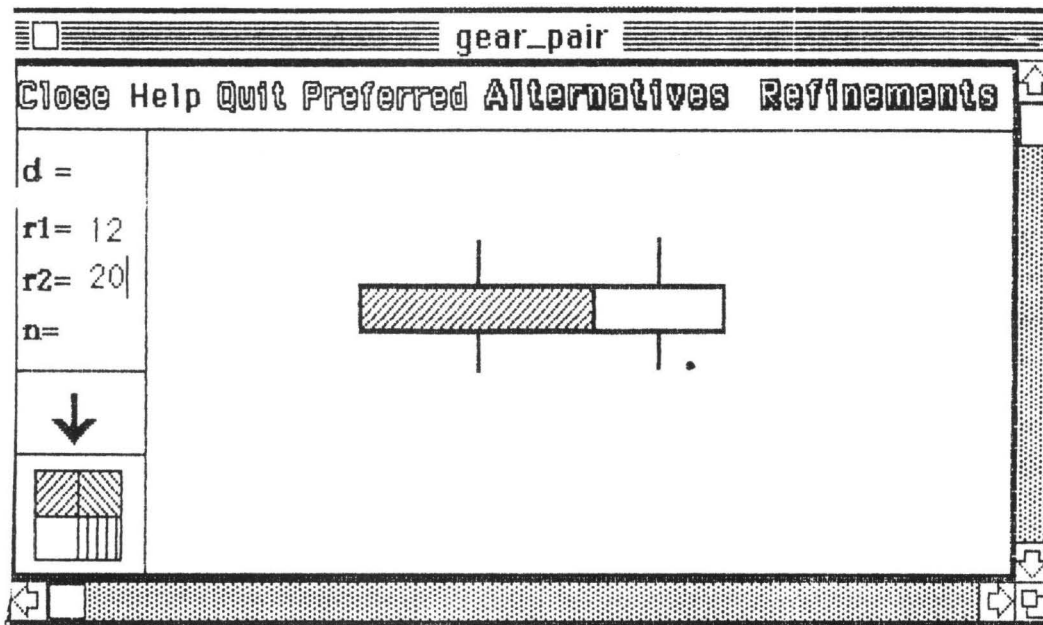 gear_pair
Close Help Quit Preferred Alternatives Refinements
d =
r1= 12
r2= 20
n=